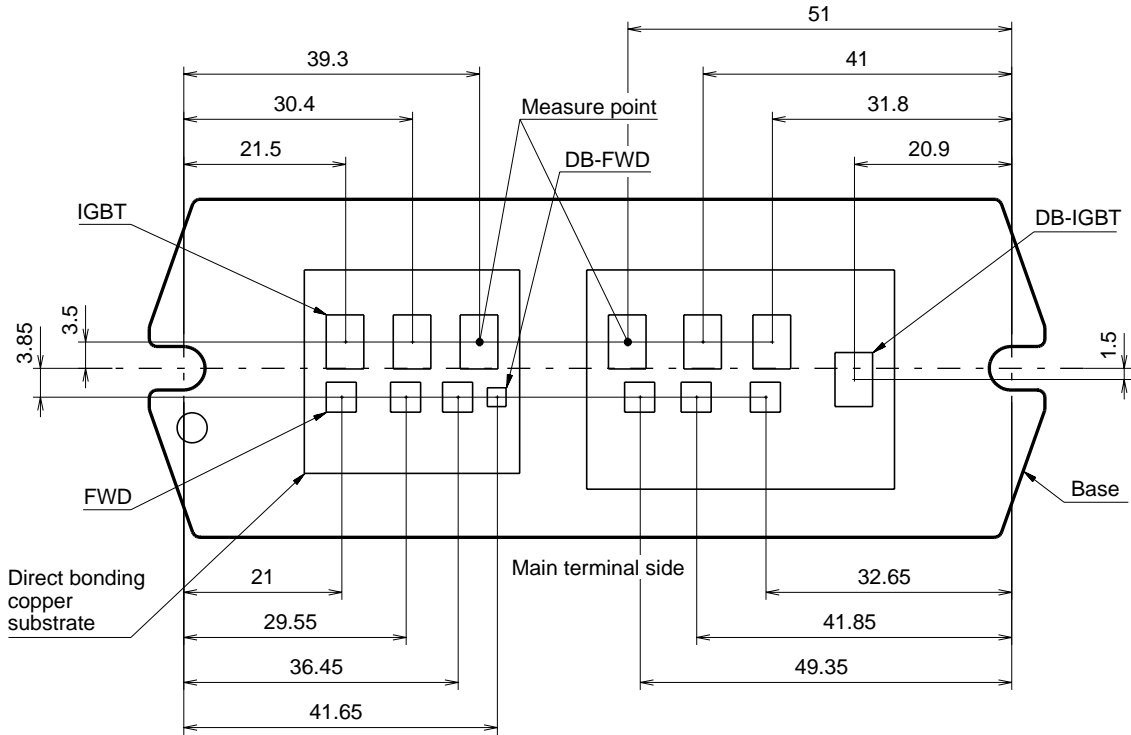 51
39.3
41
30.4
Measure point
31.8
21.5
DB-FWD
20.9
IGBT
DB-IGBT
3.5
3.85
1.5
FWD
Base
Direct bonding
copper
substrate
Main terminal side
21
32.65
29.55
41.85
36.45
49.35
41.65